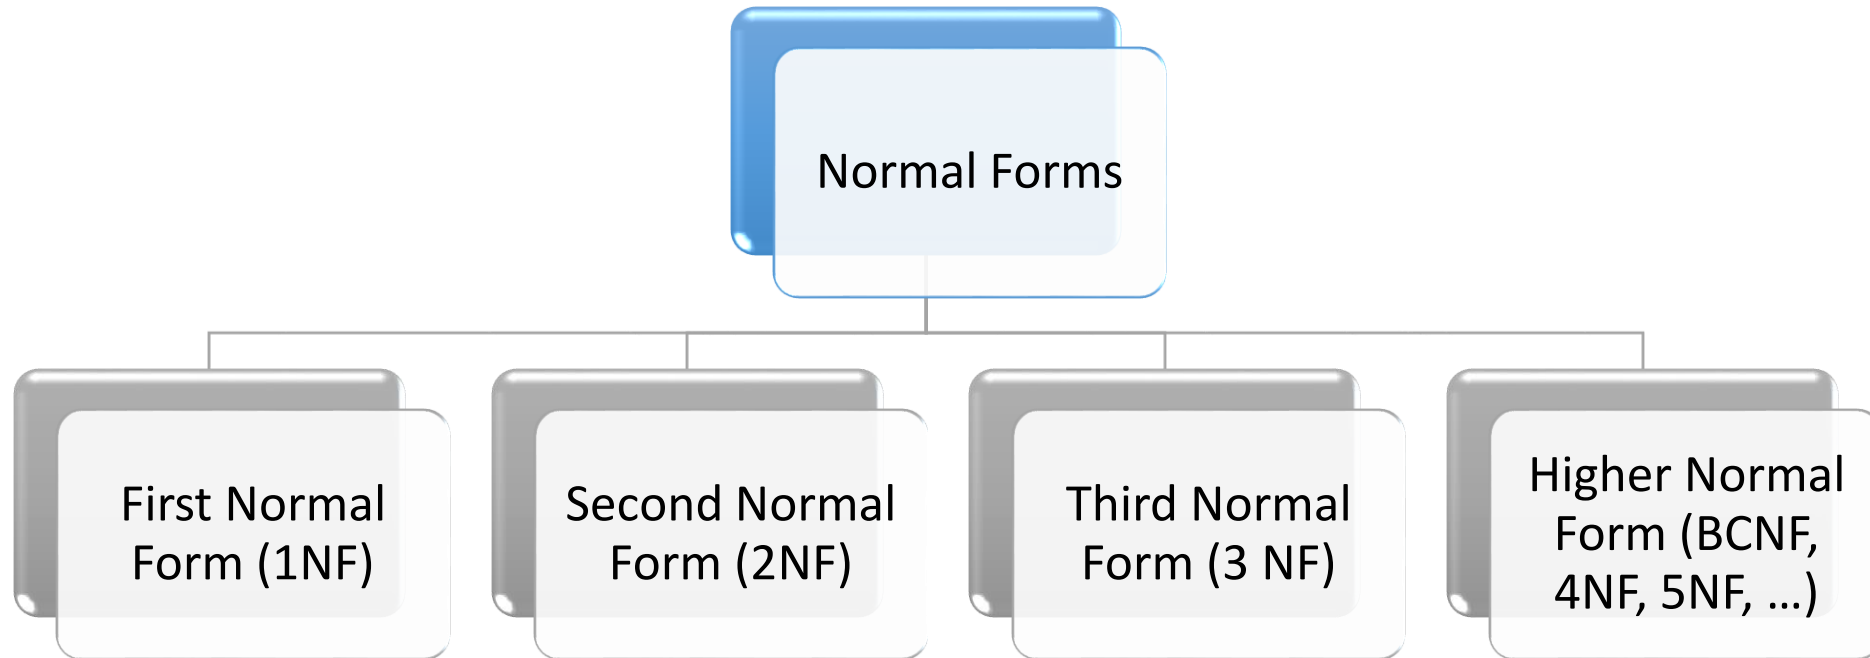 Normal Forms
First Normal
Form (1NF)
Second Normal
Form (2NF)
Third Normal
Form (3 NF)
Higher Normal
Form (BCNF,
4NF, 5NF, ...)